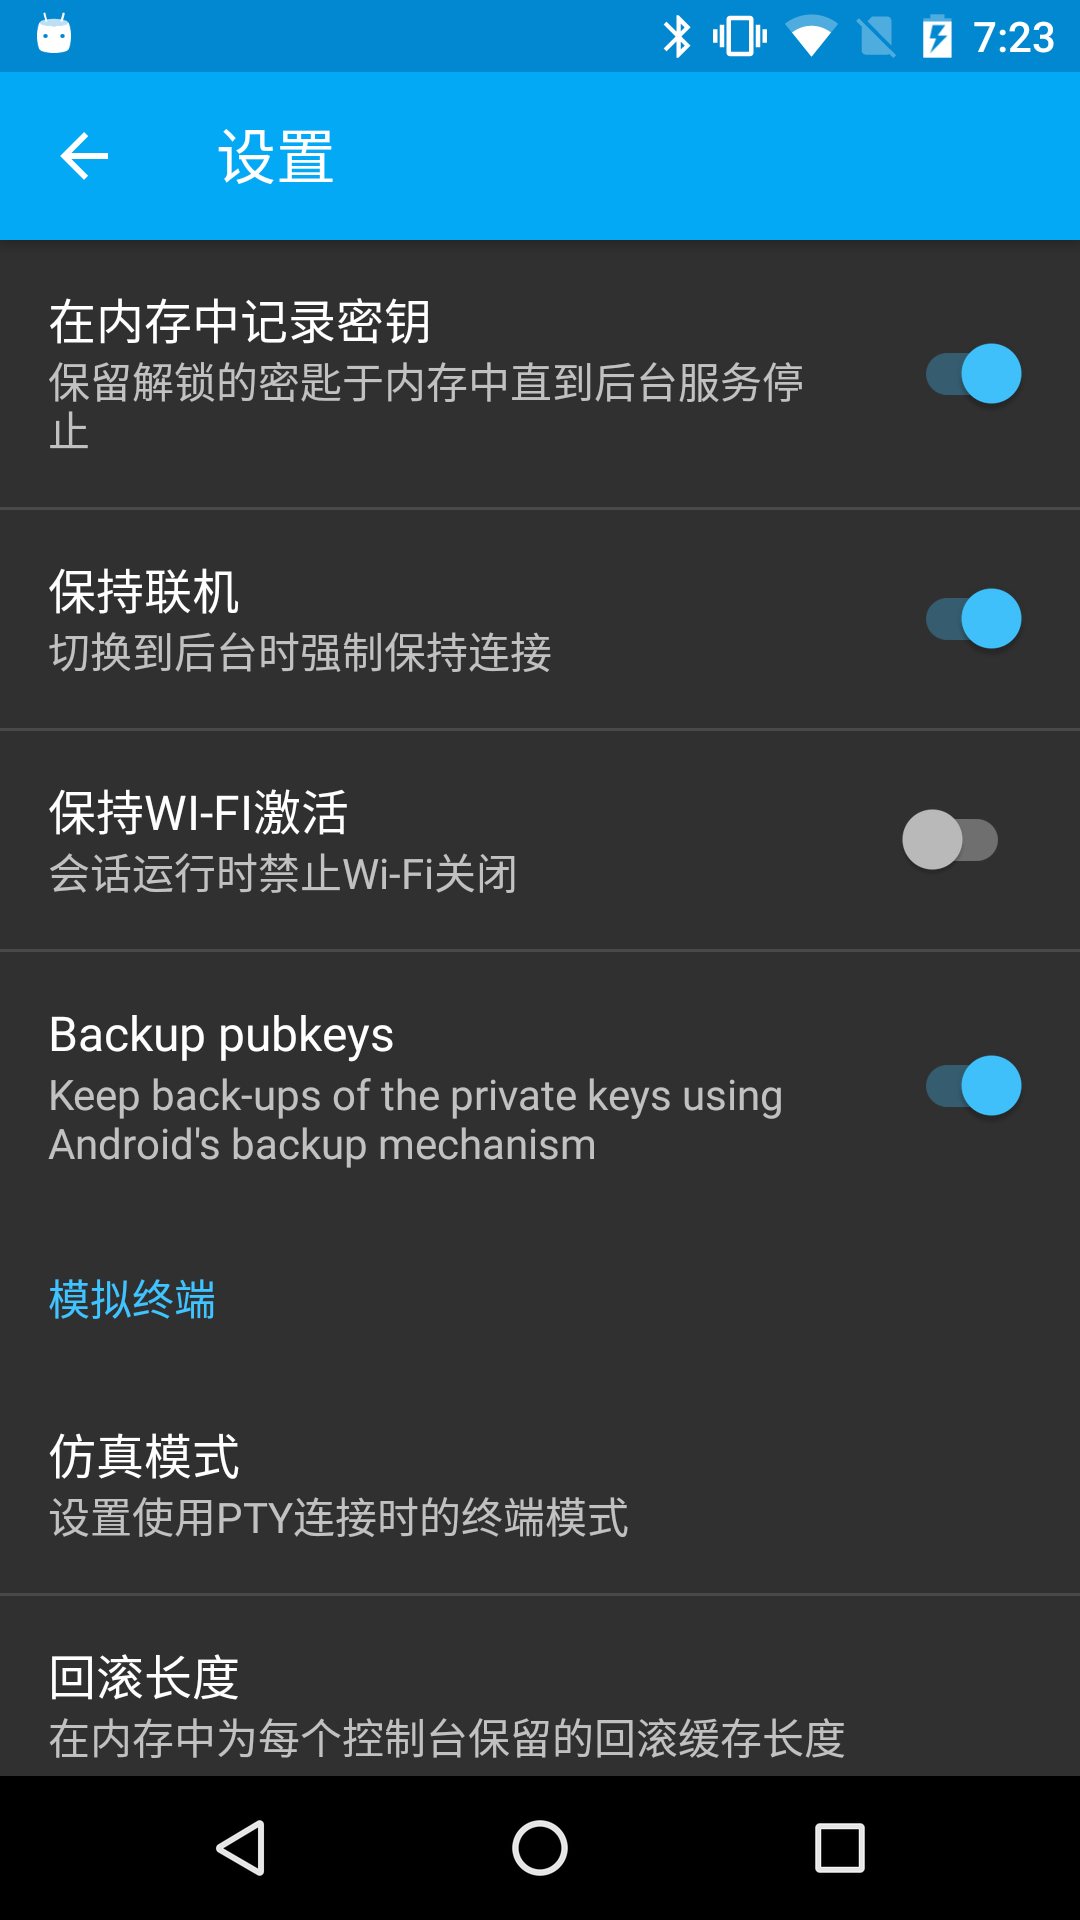 7:23
设置
在内存中记录密钥
保留解锁的密匙于内存中直到后台服务停
止
保持联机
切换到后台时强制保持连接
保持WI-FI激活
会话运行时禁止Wi-Fi关闭
Backup pubkeys
Keep back-ups of the private keys using
Android's backup mechanism
模拟终端
仿真模式
设置使用PTY连接时的终端模式
回滚长度
在内存中为每个控制台保留的回滚缓存长度